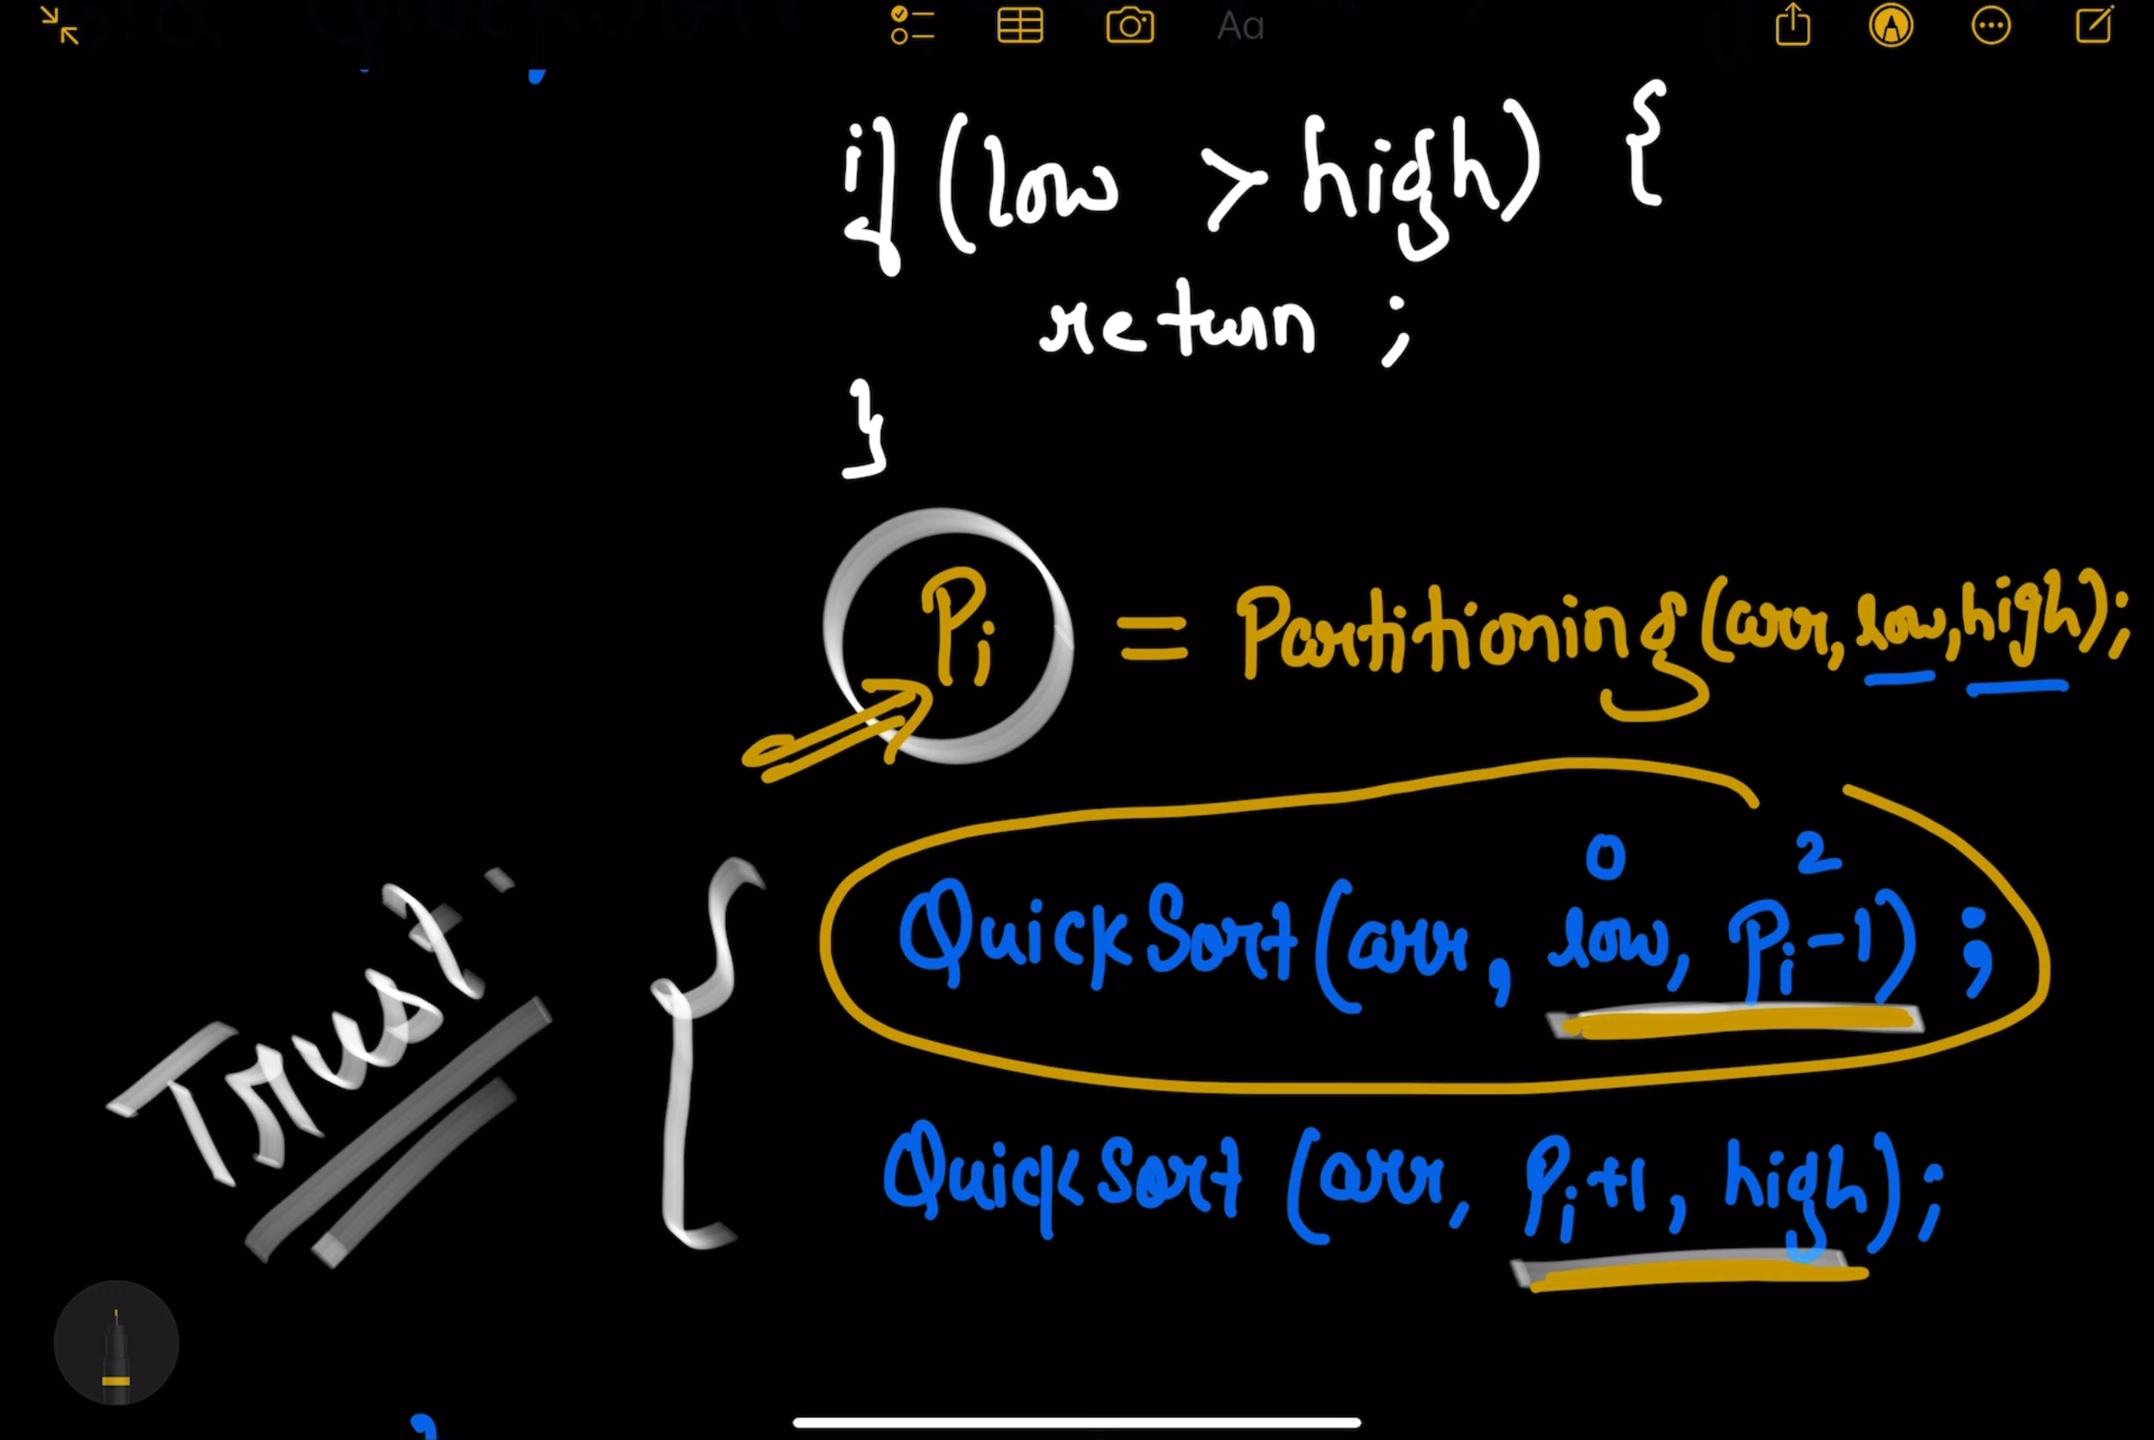 Aa
if (low > high) {
return ;
}
Pi = Partitioning(arr, low, high);
0 2
QuickSort(arr, low, Pi-1) ;
Trust {
QuickSort (arr, Pi+1, high);